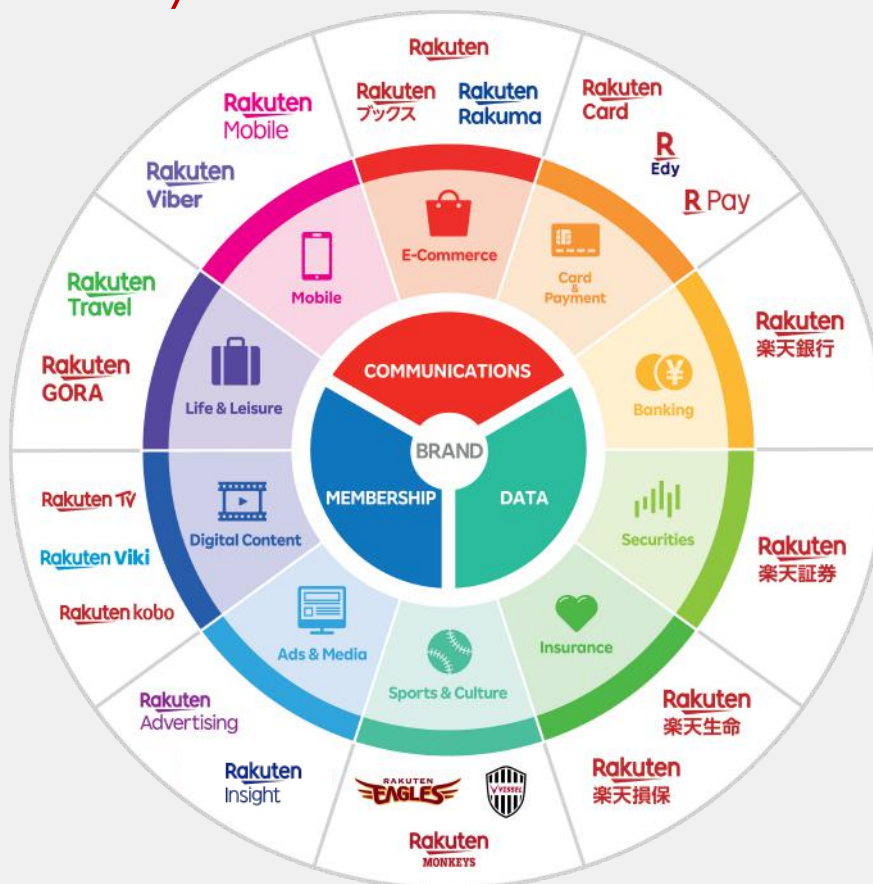 Rakuten
Rakuten
ブックス
Rakuten
Rakuma
Rakuten
Card
R
Edy
R Pay
Rakuten
楽天銀行
Rakuten
楽天証券
Rakuten
楽天生命
Rakuten
楽天損保
RAKUTEN
EAGLES
VISSEL
Rakuten
MONKEYS
Rakuten
Insight
Rakuten
Advertising
Rakuten kobo
Rakuten Viki
Rakuten TV
Rakuten
GORA
Rakuten
Travel
Rakuten
Viber
Rakuten
Mobile
E-Commerce
Card
&
Payment
Banking
Securities
Insurance
Sports & Culture
Ads & Media
Digital Content
Life & Leisure
Mobile
COMMUNICATIONS
BRAND
MEMBERSHIP
DATA